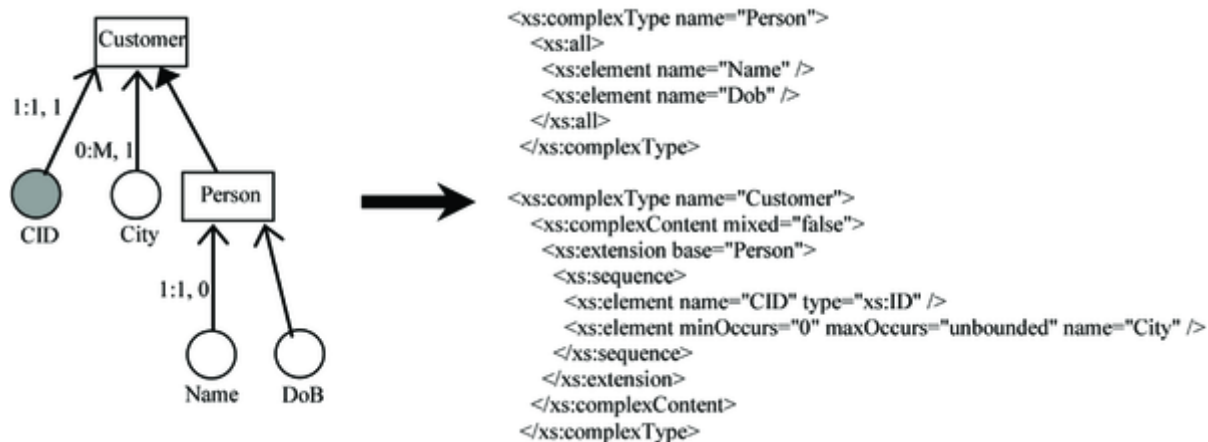 Customer
1:1, 1
0:M, 1
CID
City
Person
1:1, 0
Name
DoB
<xs:complexType name="Person">
<xs:all>
<xs:element name="Name" />
<xs:element name="Dob" />
</xs:all>
</xs:complexType>
<xs:complexType name="Customer">
<xs:complexContent mixed="false">
<xs:extension base="Person">
<xs:sequence>
<xs:element name="CID" type="xs:ID" />
<xs:element minOccurs="0" maxOccurs="unbounded" name="City" />
</xs:sequence>
</xs:extension>
</xs:complexContent>
</xs:complexType>